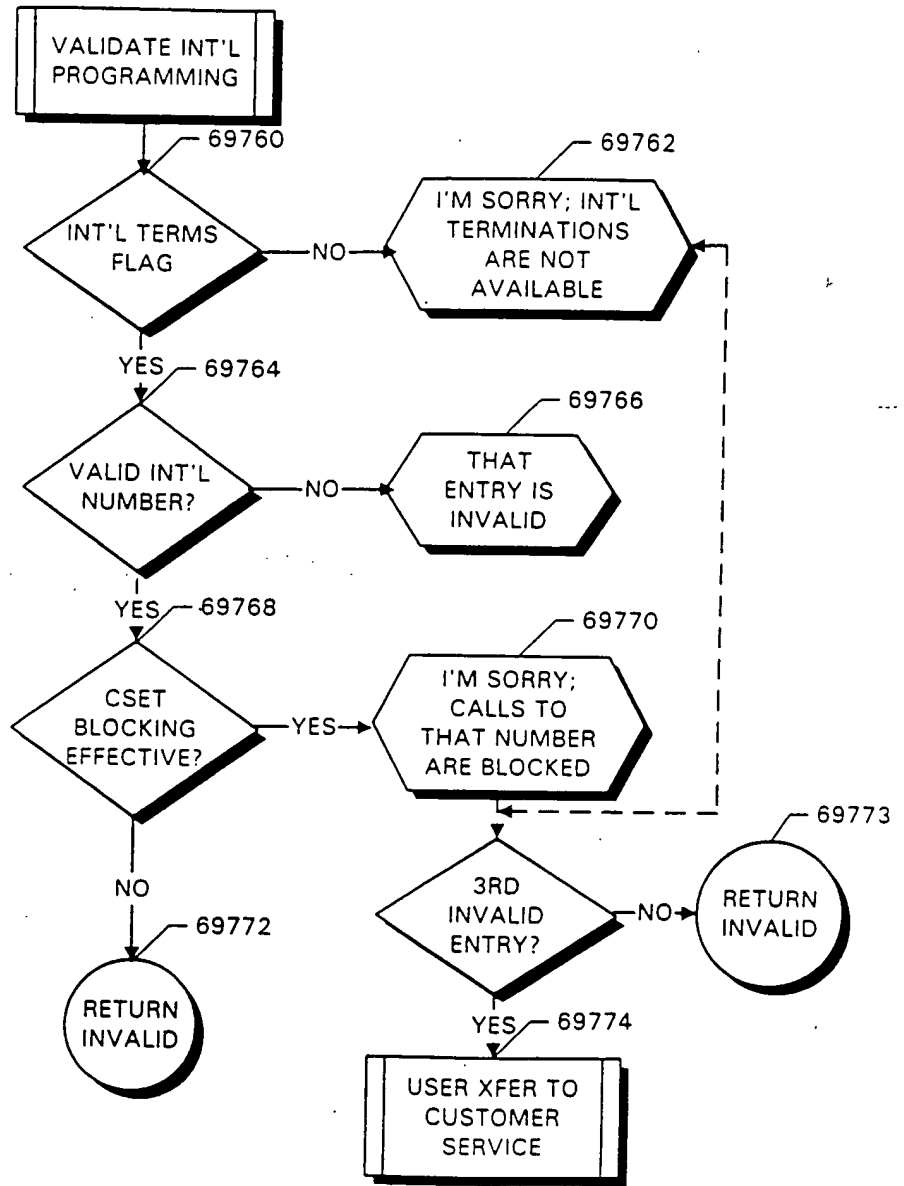 VALIDATE INT'L
PROGRAMMING
69760
INT'L TERMS
FLAG
NO
69762
I'M SORRY; INT'L
TERMINATIONS
ARE NOT
AVAILABLE
YES
69764
VALID INT'L
NUMBER?
NO
69766
THAT
ENTRY IS
INVALID
YES
69768
CSET
BLOCKING
EFFECTIVE?
YES
69770
I'M SORRY;
CALLS TO
THAT NUMBER
ARE BLOCKED
NO
69772
RETURN
INVALID
3RD
INVALID
ENTRY?
NO
69773
RETURN
INVALID
YES
69774
USER XFER TO
CUSTOMER
SERVICE